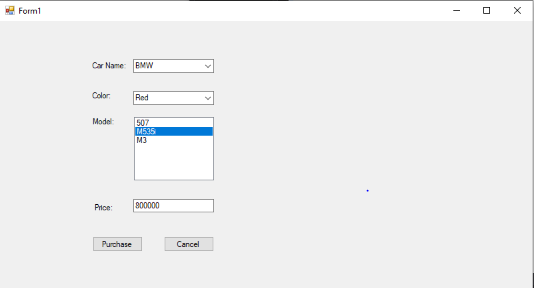 Form1
Car Name: BMW
Color: Red
Model: 507
M535i
M3
Price: 800000
Purchase Cancel